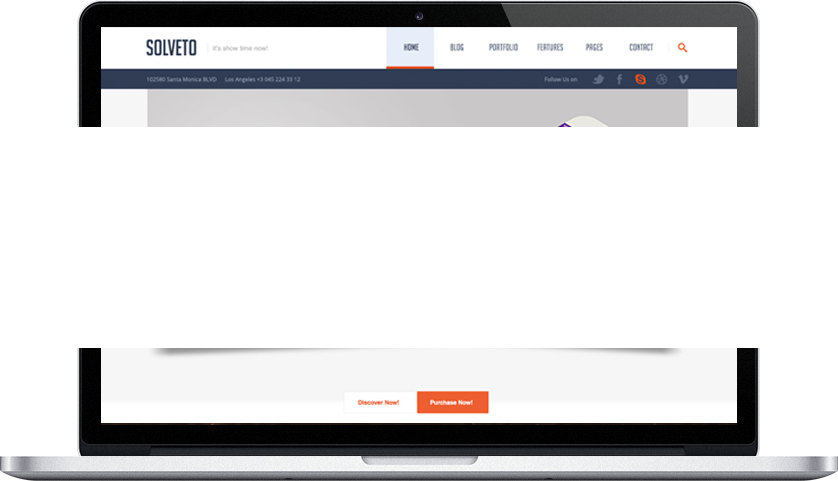 SOLVETO It's show time now! HOME BLOG PORTFOLIO FEATURES PAGES CONTACT
102580 Santa Monica BLVD Los Angeles +3 045 224 33 12 Follow Us on
Discover Now! Purchase Now!